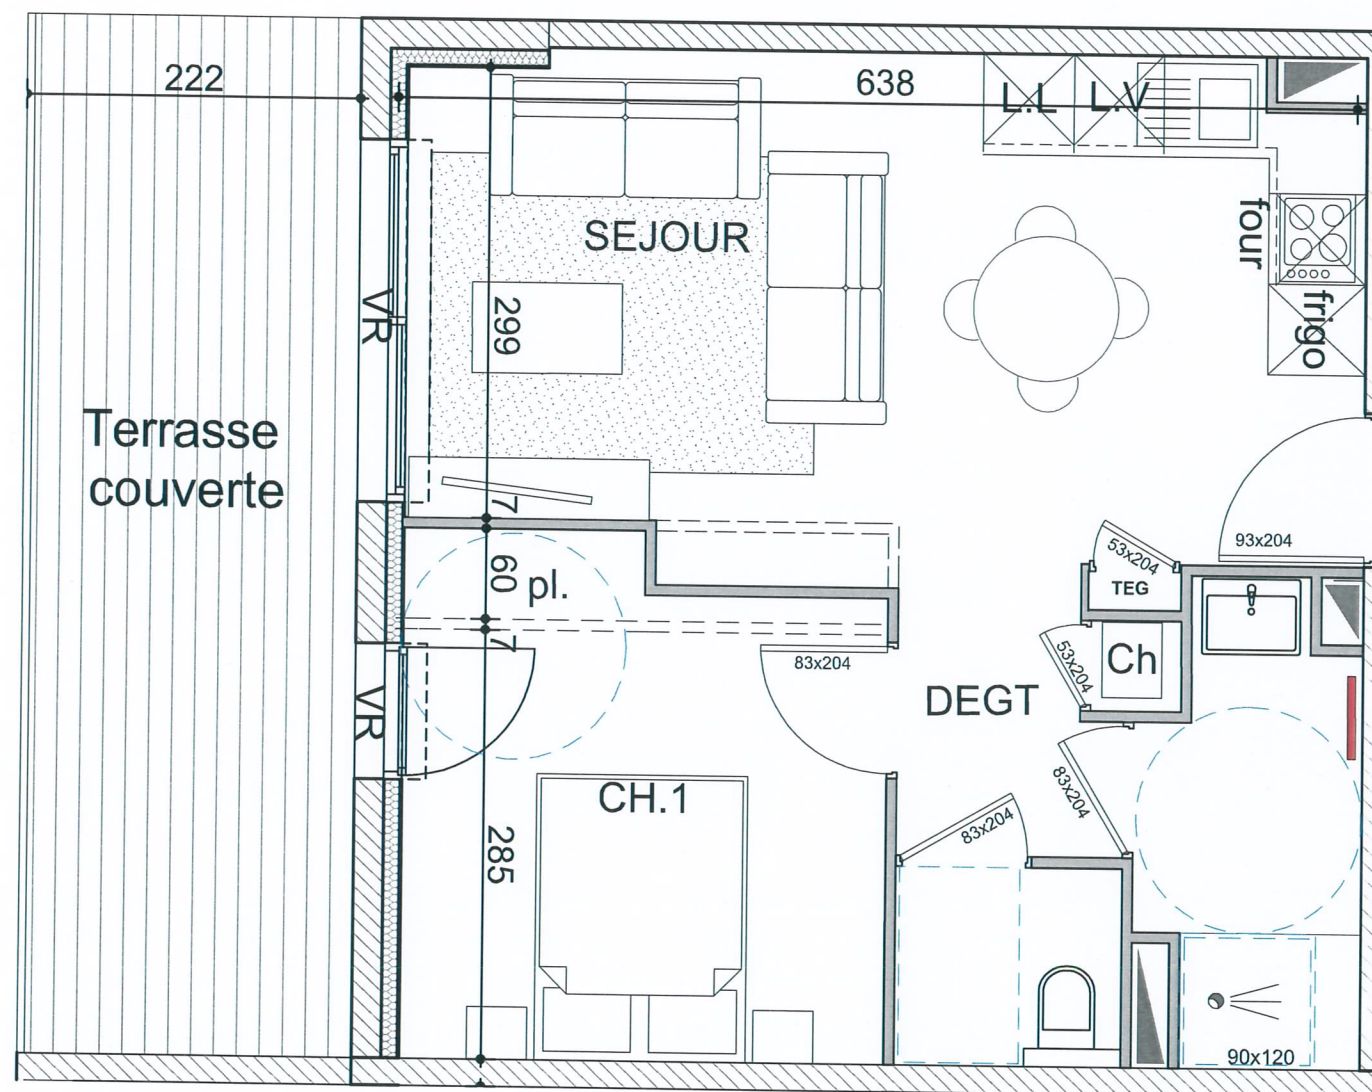 222
638
L.L
L.V
SEJOUR
four
299
VR
frigo
Terrasse
couverte
7
60
pl.
7
93x204
53x204
TEG
53x204
Ch
83x204
VR
DEGT
83x204
CH.1
83x204
285
90x120